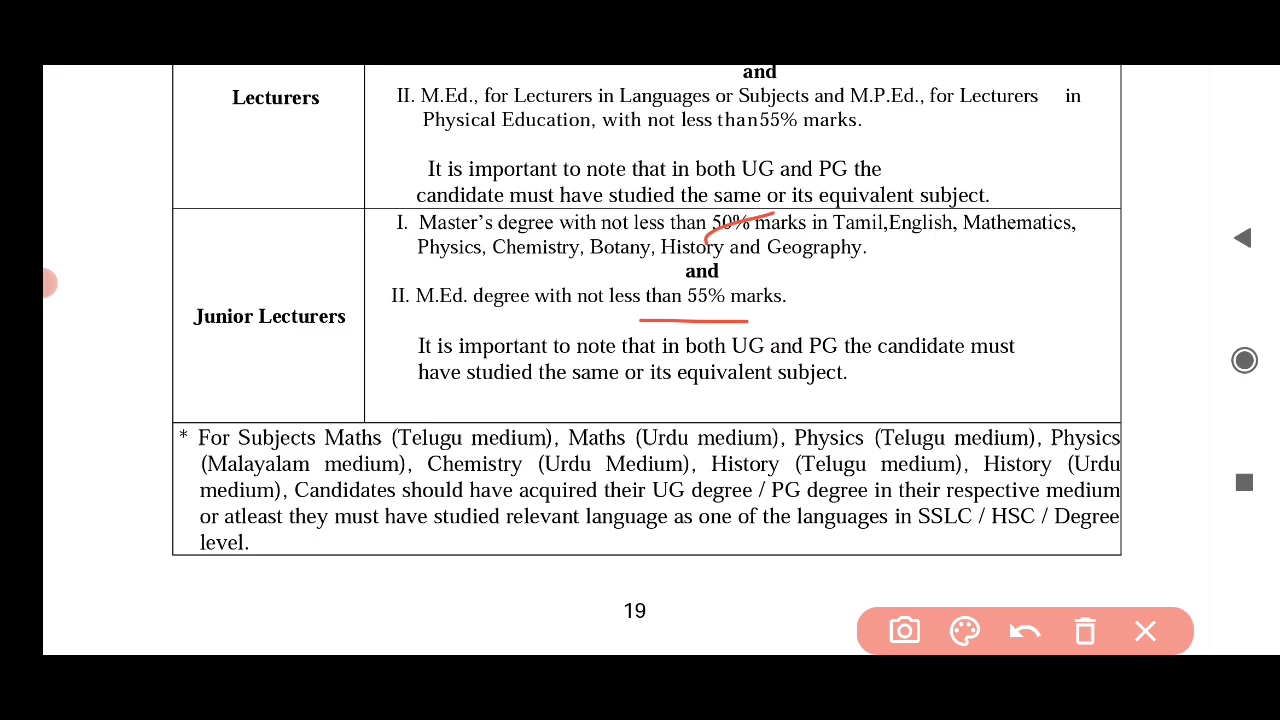 and
Lecturers
II. M.Ed., for Lecturers in Languages or Subjects and M.P.Ed., for Lecturers in
Physical Education, with not less than55% marks.
It is important to note that in both UG and PG the
candidate must have studied the same or its equivalent subject.
I. Master's degree with not less than 50% marks in Tamil,English, Mathematics,
Physics, Chemistry, Botany, History and Geography.
and
II. M.Ed. degree with not less than 55% marks.
Junior Lecturers
It is important to note that in both UG and PG the candidate must
have studied the same or its equivalent subject.
* For Subjects Maths (Telugu medium), Maths (Urdu medium), Physics (Telugu medium), Physics
(Malayalam medium), Chemistry (Urdu Medium), History (Telugu medium), History (Urdu
medium), Candidates should have acquired their UG degree / PG degree in their respective medium
or atleast they must have studied relevant language as one of the languages in SSLC / HSC / Degree
level.
19